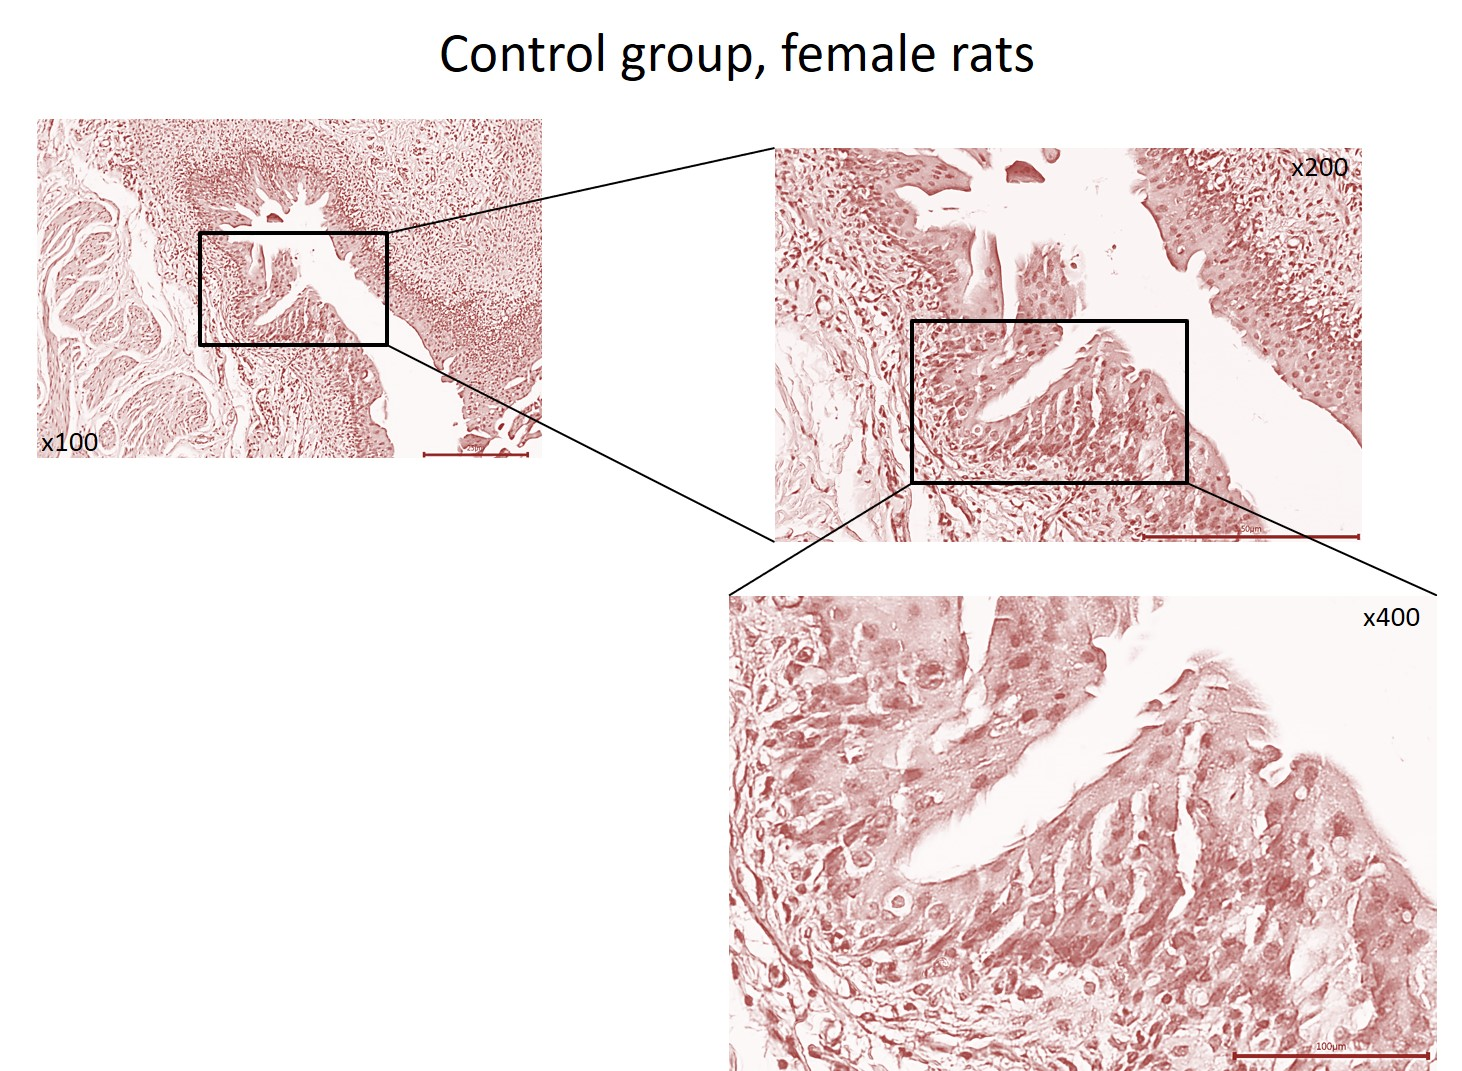 Control group, female rats
x200
x100
x400
100µm